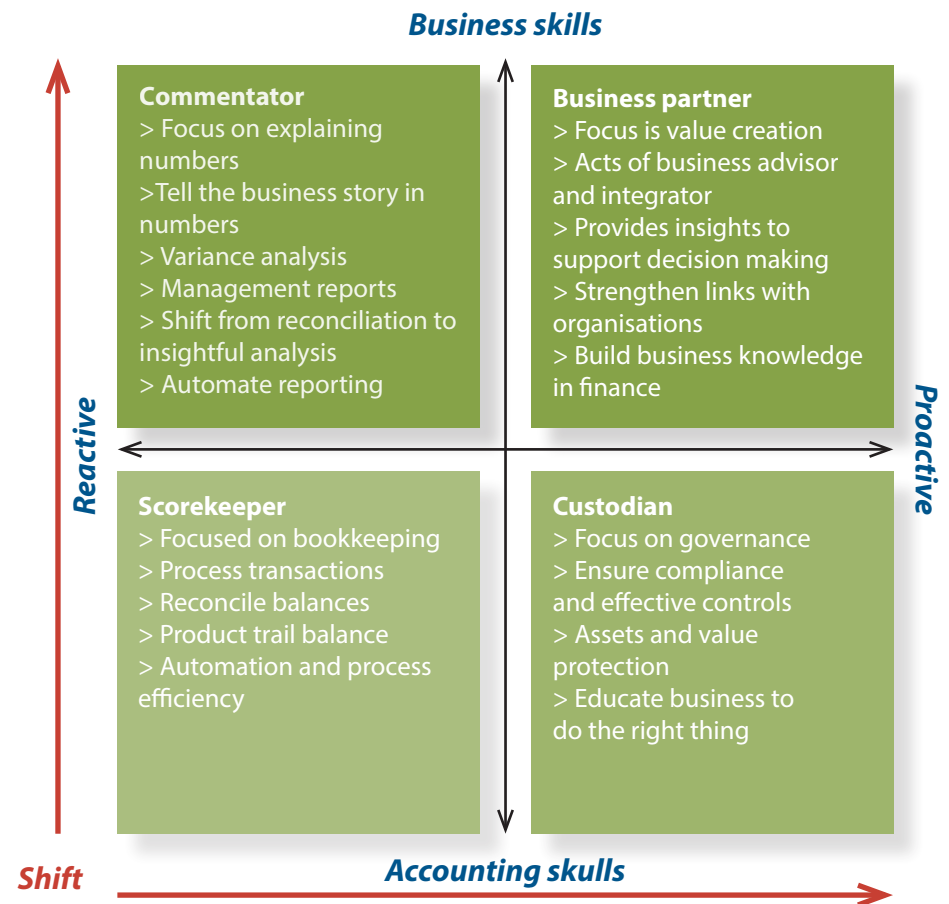 Business skills
Commentator
> Focus on explaining
numbers
>Tell the business story in
numbers
> Variance analysis
> Management reports
> Shift from reconciliation to
insightful analysis
> Automate reporting
Business partner
> Focus is value creation
> Acts of business advisor
and integrator
> Provides insights to
support decision making
> Strengthen links with
organisations
> Build business knowledge
in finance
Reactive
Proactive
Scorekeeper
> Focused on bookkeeping
> Process transactions
> Reconcile balances
> Product trail balance
> Automation and process
efficiency
Custodian
> Focus on governance
> Ensure compliance
and effective controls
> Assets and value
protection
> Educate business to
do the right thing
Shift
Accounting skulls